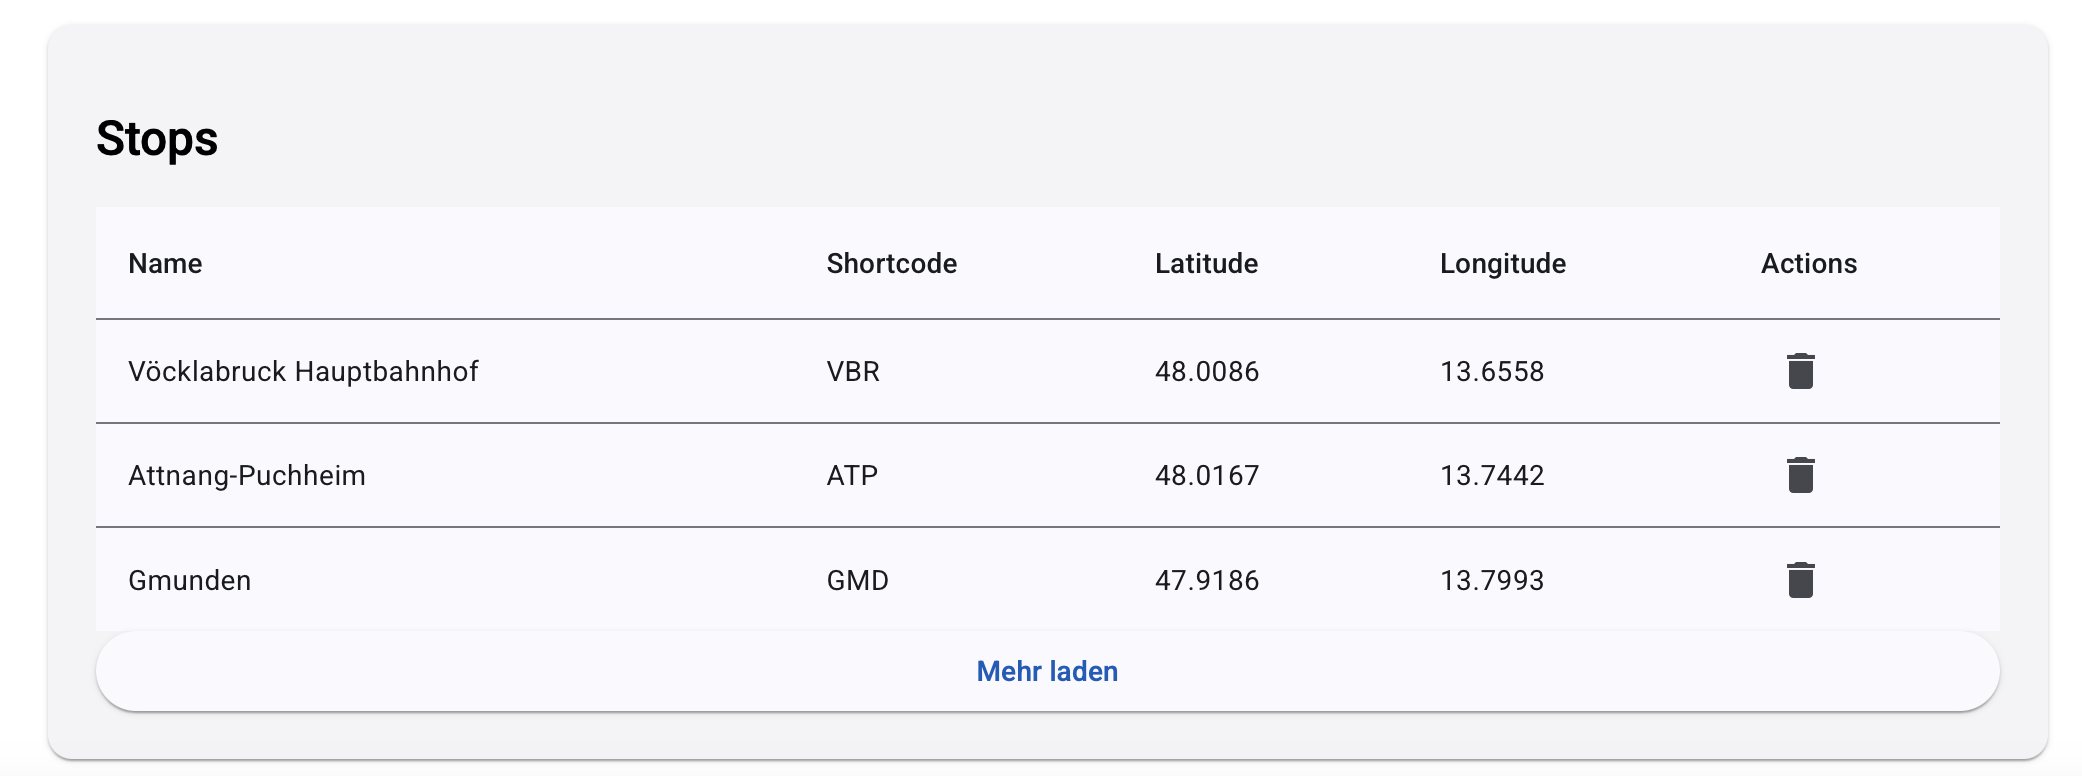 Stops
Name Shortcode Latitude Longitude Actions
Vöcklabruck Hauptbahnhof VBR 48.0086 13.6558
Attnang-Puchheim ATP 48.0167 13.7442
Gmunden GMD 47.9186 13.7993
Mehr laden